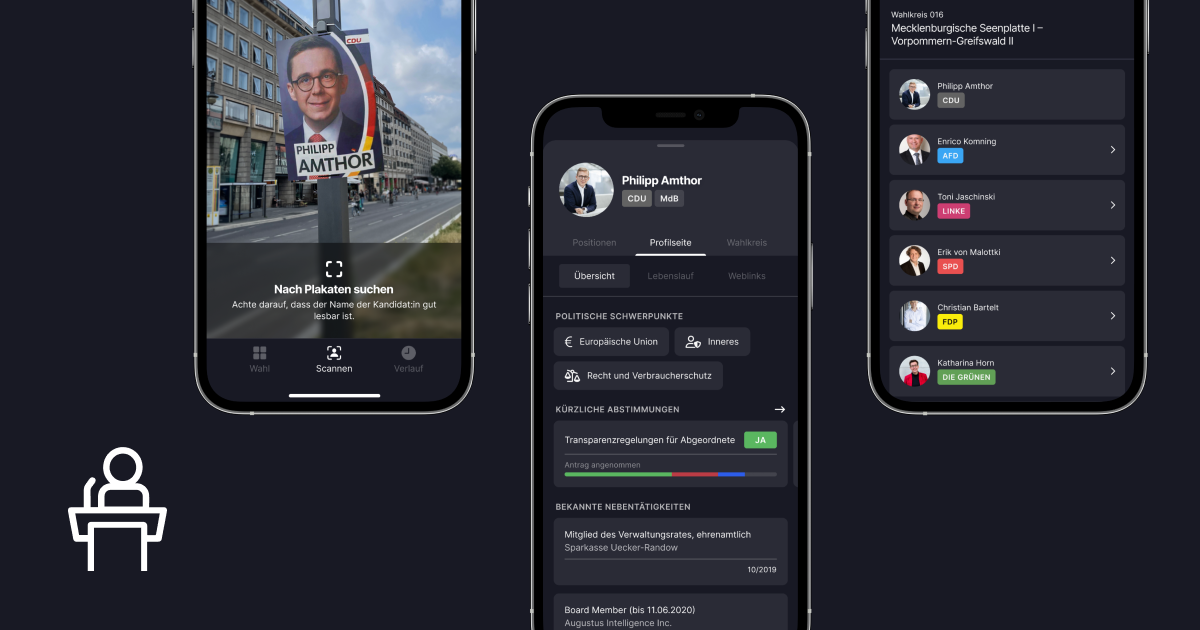 CDU
PHILIPP
AMTHOR
Nach Plakaten suchen
Achte darauf, dass der Name der Kandidat:in gut
lesbar ist.
Wahl
Scannen
Verlauf
Philipp Amthor
CDU
MdB
Positionen
Profilseite
Wahlkreis
Übersicht
Lebenslauf
Weblinks
POLITISCHE SCHWERPUNKTE
Europäische Union
Inneres
Recht und Verbraucherschutz
KÜRZLICHE ABSTIMMUNGEN
Transparenzregelungen für Abgeordnete
JA
Antrag angenommen
BEKANNTE NEBENTÄTIGKEITEN
Mitglied des Verwaltungsrates, ehrenamtlich
Sparkasse Uecker-Randow
10/2019
Board Member (bis 11.06.2020)
Augustus Intelligence Inc.
Wahlkreis 016
Mecklenburgische Seenplatte I –
Vorpommern-Greifswald II
Philipp Amthor
CDU
Enrico Komning
AFD
Toni Jaschinski
LINKE
Erik von Malottki
SPD
Christian Bartelt
FDP
Katharina Horn
DIE GRÜNEN